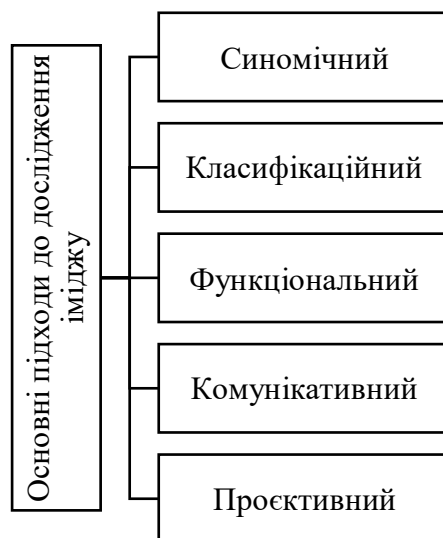 Основні підходи до дослідження
іміджу
Синомічний
Класифікаційний
Функціональний
Комунікативний
Проєктивний